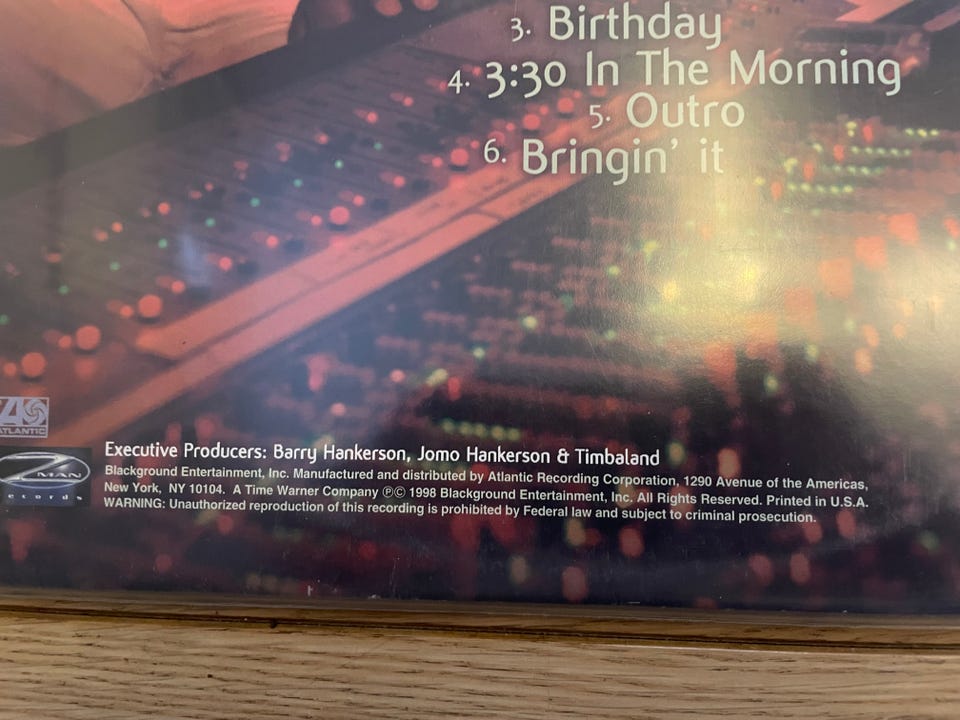 3. Birthday
4. 3:30 In The Morning
5. Outro
6. Bringin' it
ATLANTIC
ZMAN
ecords
Executive Producers: Barry Hankerson, Jomo Hankerson & Timbaland
Blackground Entertainment, Inc. Manufactured and distributed by Atlantic Recording Corporation, 1290 Avenue of the Americas,
New York, NY 10104. A Time Warner Company ℗© 1998 Blackground Entertainment, Inc. All Rights Reserved. Printed in U.S.A.
WARNING: Unauthorized reproduction of this recording is prohibited by Federal law and subject to criminal prosecution.